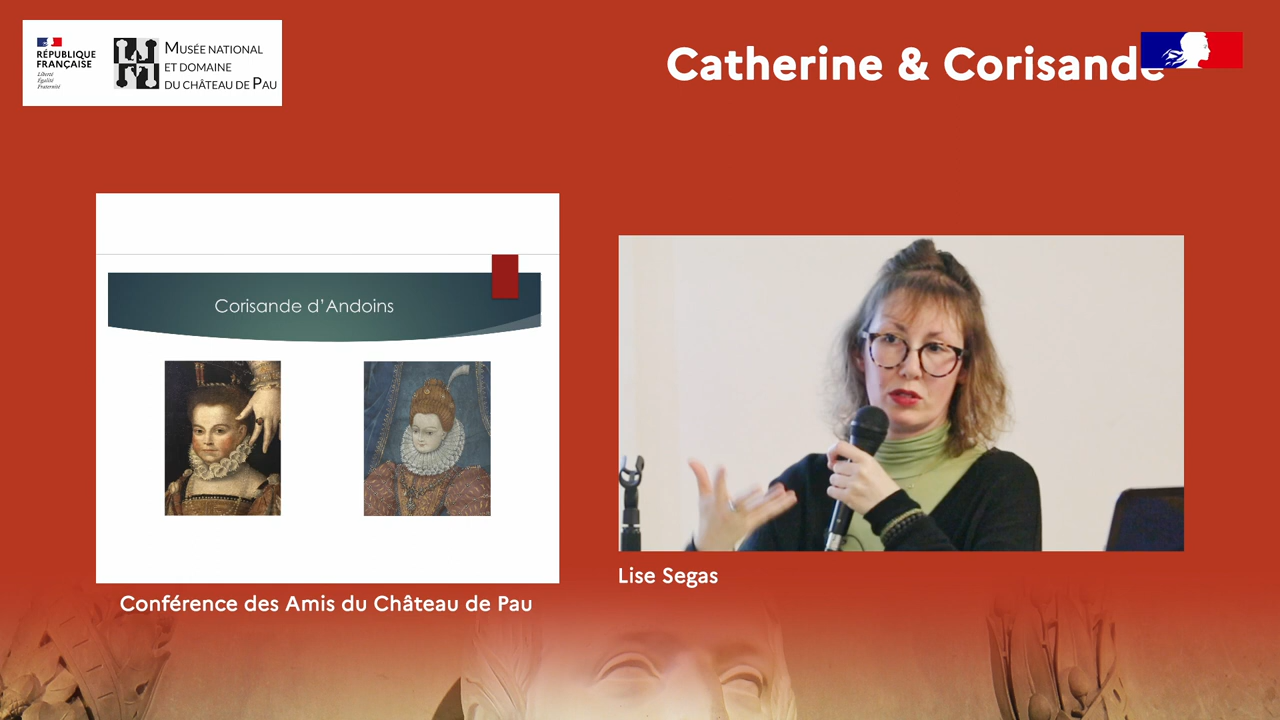 RÉPUBLIQUE
FRANÇAISE
Liberté
Égalité
Fraternité
MUSÉE NATIONAL
ET DOMAINE
DU CHÂTEAU DE PAU
Catherine & Corisande
Corisande d’Andoins
Lise Segas
Conférence des Amis du Château de Pau